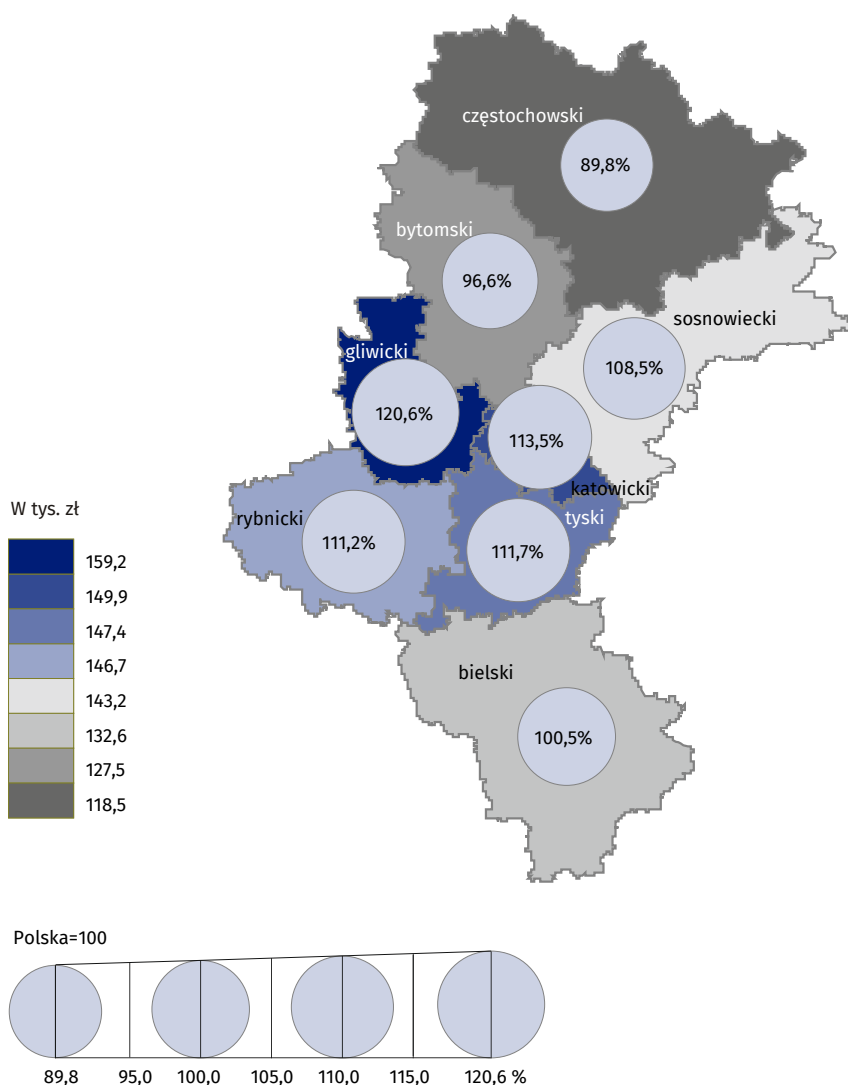 częstochowski
89,8%
bytomski
96,6%
sosnowiecki
gliwicki
108,5%
120,6%
113,5%
katowicki
rybnicki
tyski
111,2%
111,7%
bielski
100,5%
W tys. zł
159,2
149,9
147,4
146,7
143,2
132,6
127,5
118,5
Polska=100
89,8 95,0 100,0 105,0 110,0 115,0 120,6 %